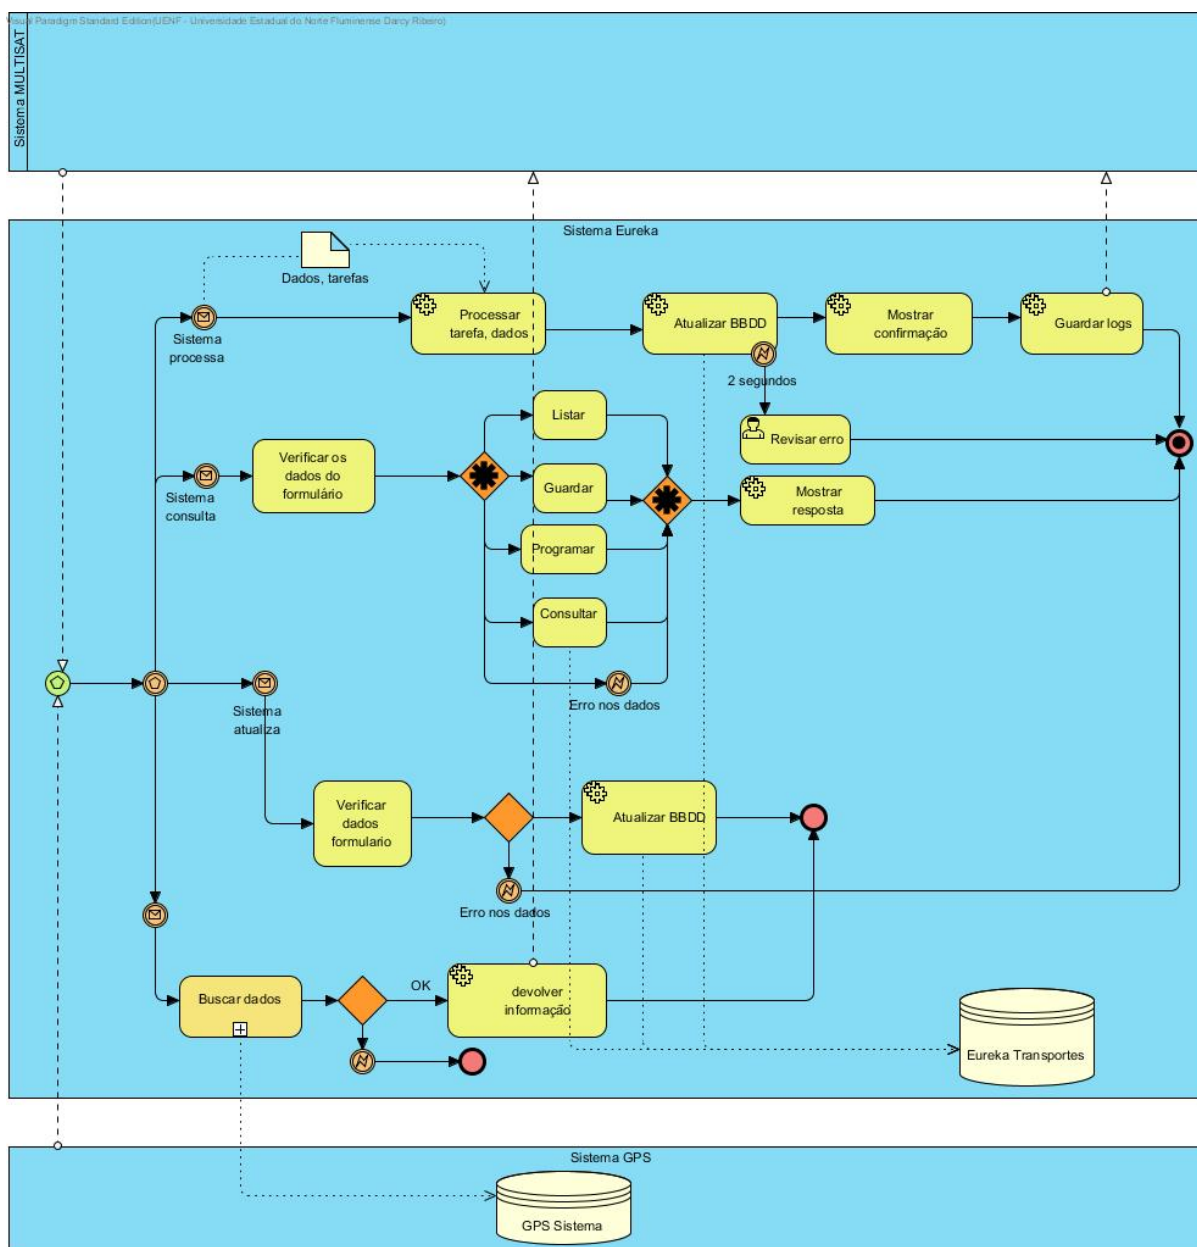 Visual Paradigm Standard Edition(UENF - Universidade Estadual do Norte Fluminense Darcy Ribeiro)
Sistema MULTISAT
Sistema Eureka
Dados, tarefas
Sistema
processa
Processar
tarefa, dados
Atualizar BBDD
2 segundos
Mostrar
confirmação
Guardar logs
Revisar erro
Sistema
consulta
Verificar os
dados do
formulário
Listar
Guardar
Programar
Consultar
Erro nos dados
Mostrar
resposta
Sistema
atualiza
Verificar
dados
formulario
Atualizar BBDD
Erro nos dados
Buscar dados
OK
devolver
informação
Eureka Transportes
Sistema GPS
GPS Sistema